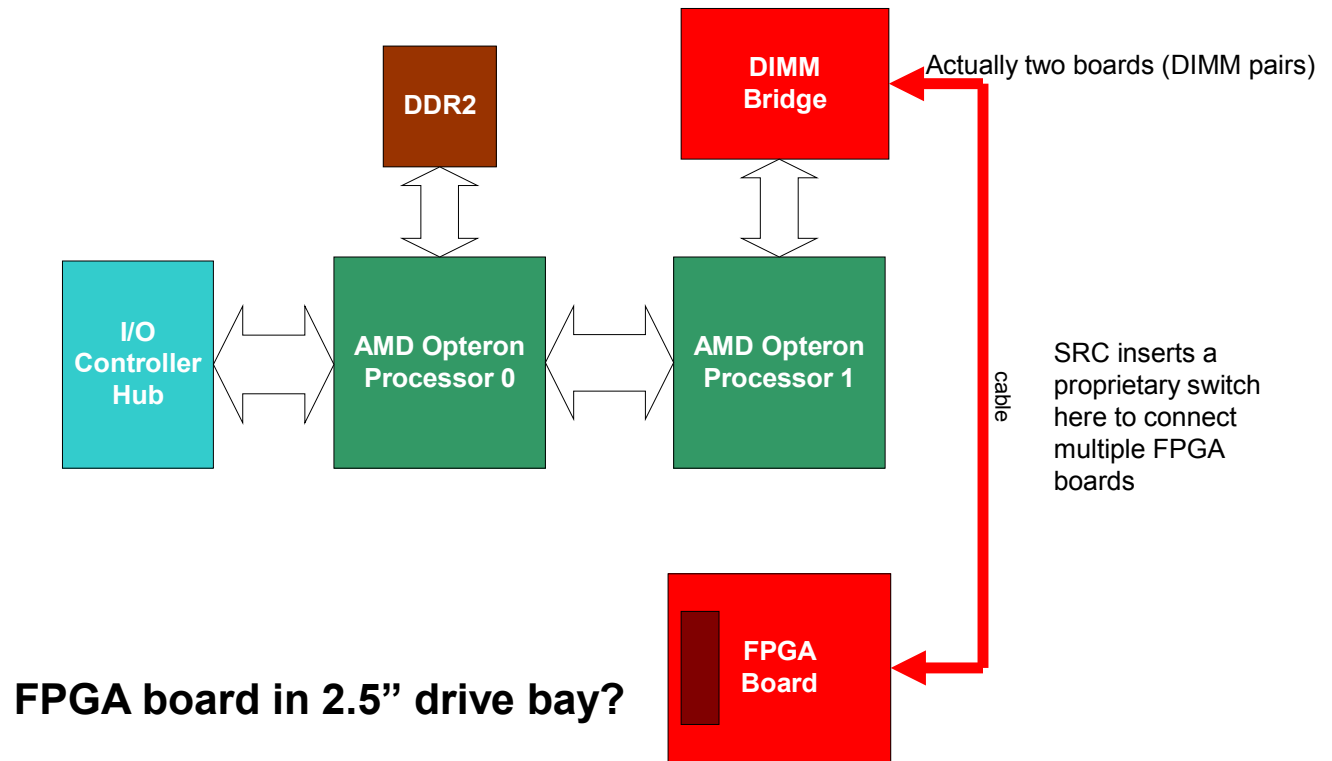 DDR2
DIMM
Bridge
Actually two boards (DIMM pairs)
I/O
Controller
Hub
AMD Opteron
Processor 0
AMD Opteron
Processor 1
cable
SRC inserts a
proprietary switch
here to connect
multiple FPGA
boards
FPGA
Board
FPGA board in 2.5” drive bay?